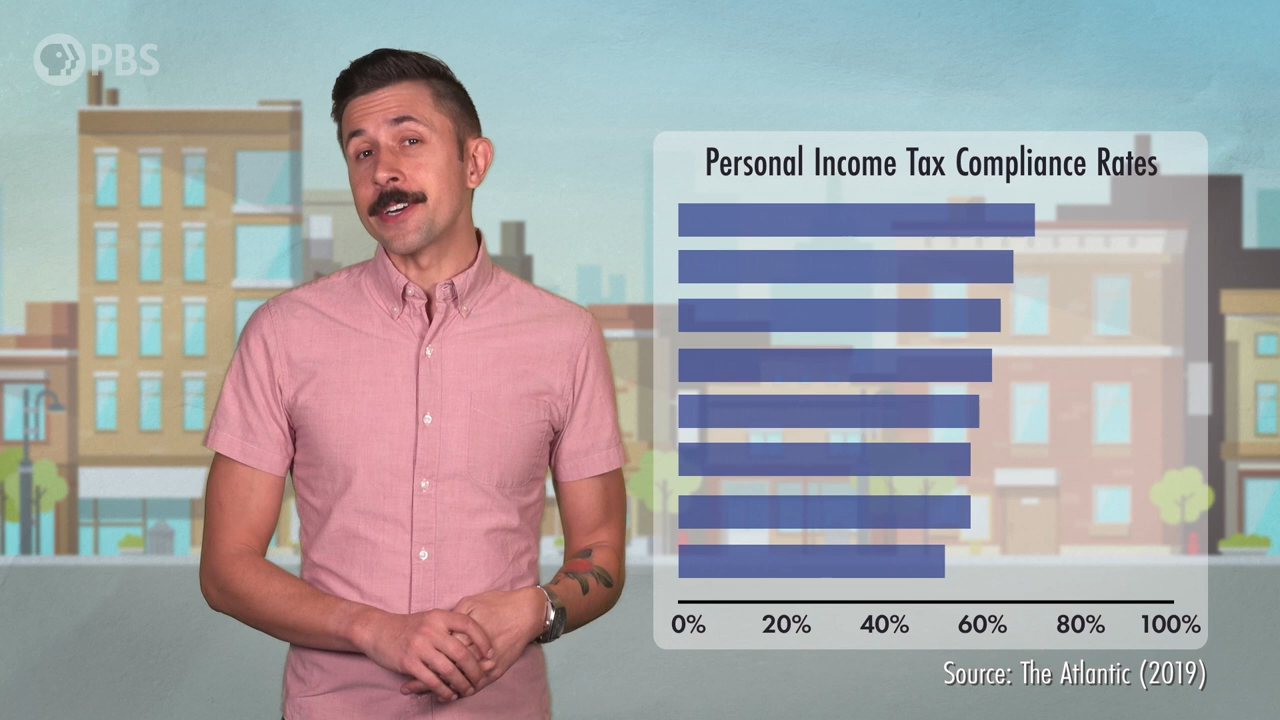 PBS
Personal Income Tax Compliance Rates
0% 20% 40% 60% 80% 100%
Source: The Atlantic (2019)